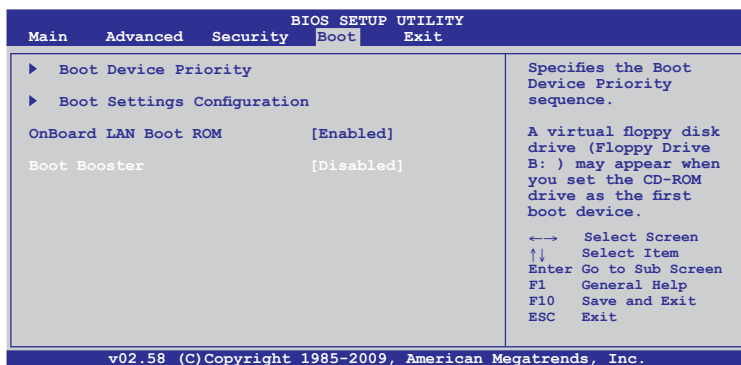 BIOS SETUP UTILITY
Main Advanced Security Boot Exit
Boot Device Priority
Boot Settings Configuration
OnBoard LAN Boot ROM [Enabled]
Boot Booster [Disabled]
Specifies the Boot
Device Priority
sequence.
A virtual floppy disk
drive (Floppy Drive
B: ) may appear when
you set the CD-ROM
drive as the first
boot device.
←→ Select Screen
↑↓ Select Item
Enter Go to Sub Screen
F1 General Help
F10 Save and Exit
ESC Exit
v02.58 (C)Copyright 1985-2009, American Megatrends, Inc.